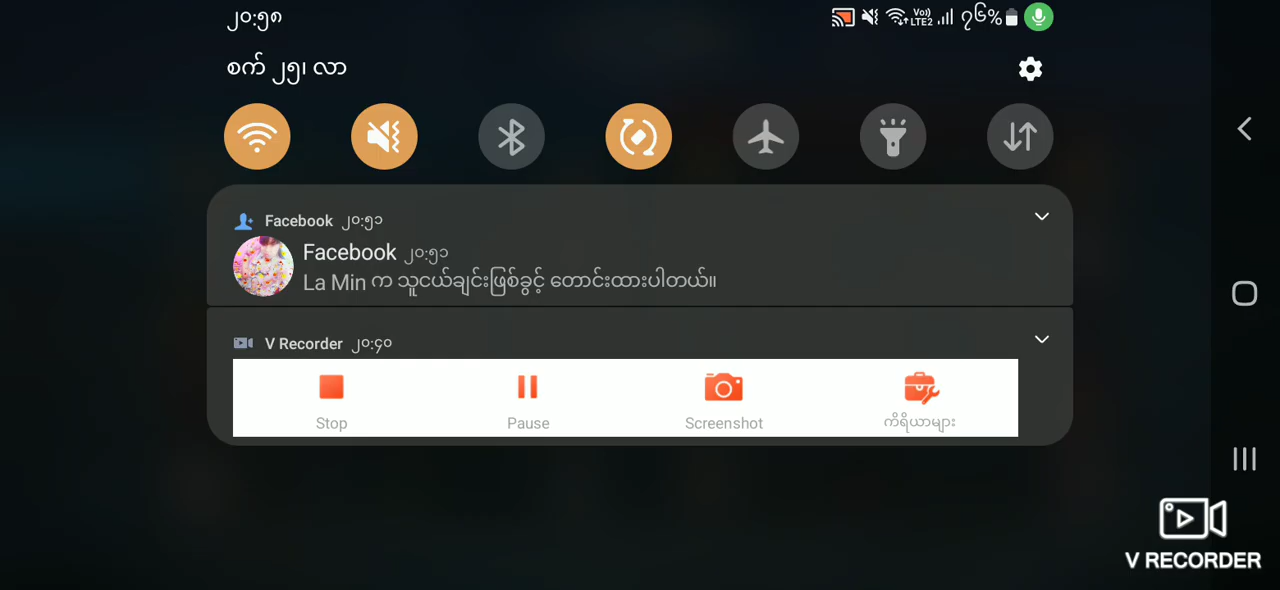 ၂၀:၅၈
Vo)) LTE2 ၇၆%
စက် ၂၅၊ လာ
Facebook ၂၀:၅၁
Facebook ၂၀:၅၁
La Min က သူငယ်ချင်းဖြစ်ခွင့် တောင်းထားပါတယ်။
V Recorder ၂၀:၄၀
Stop Pause Screenshot ကိရိယာများ
V RECORDER